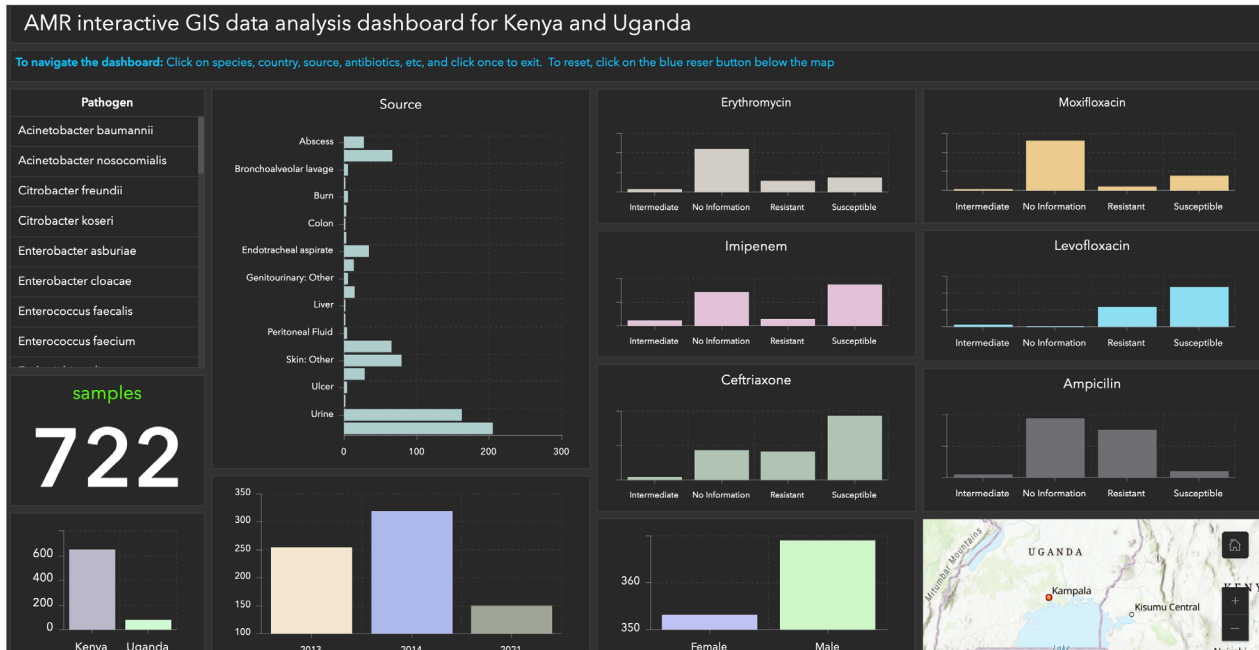 AMR interactive GIS data analysis dashboard for Kenya and Uganda
To navigate the dashboard: Click on species, country, source, antibiotics, etc, and click once to exit. To reset, click on the blue reser button below the map
Pathogen
Acinetobacter baumannii
Acinetobacter nosocomialis
Citrobacter freundii
Citrobacter koseri
Enterobacter asburiae
Enterobacter cloacae
Enterococcus faecalis
Enterococcus faecium
samples
722
600
400
200
0
Kenya Uganda
Source
Abscess
Bronchoalveolar lavage
Burn
Colon
Endotracheal aspirate
Genitourinary: Other
Liver
Peritoneal Fluid
Skin: Other
Ulcer
Urine
0 100 200 300
350
300
250
200
150
100
2013 2014 2021
Erythromycin
Intermediate No Information Resistant Susceptible
Imipenem
Intermediate No Information Resistant Susceptible
Ceftriaxone
Intermediate No Information Resistant Susceptible
360
350
Female Male
Moxifloxacin
Intermediate No Information Resistant Susceptible
Levofloxacin
Intermediate No Information Resistant Susceptible
Ampicilin
Intermediate No Information Resistant Susceptible
Mitumbar Mountains
UGANDA
Kampala
Kisumu Central
Lake
+
−